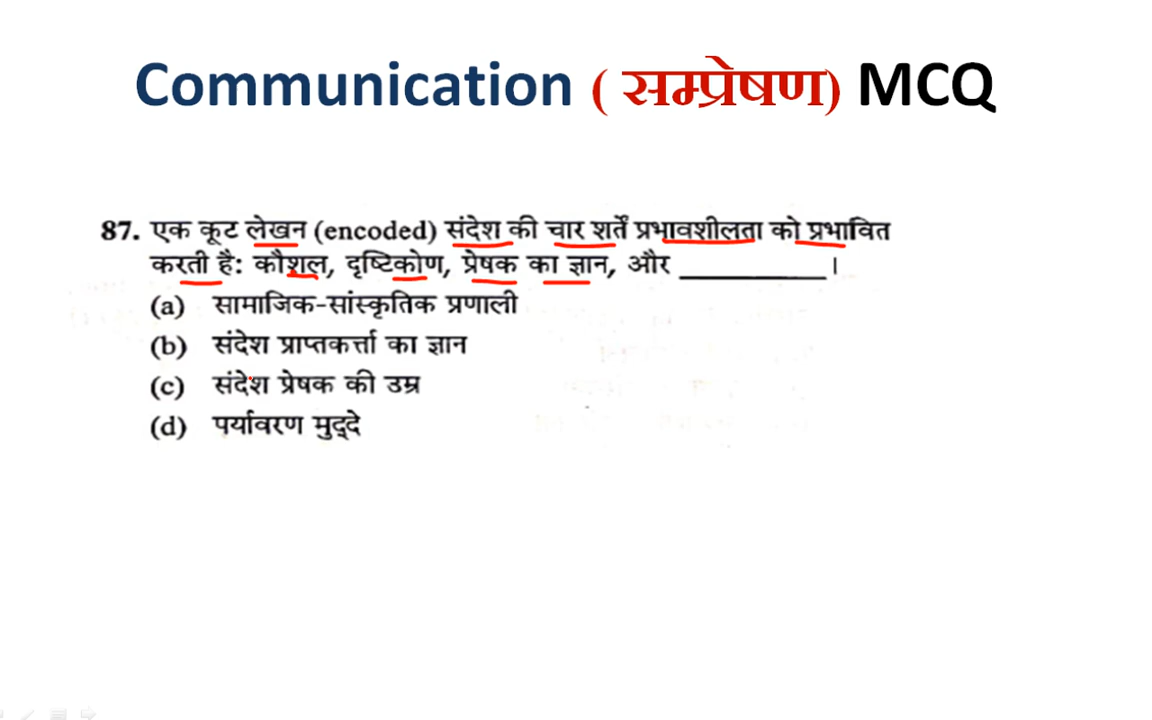 Communication ( सम्प्रेषण) MCQ
87. एक कूट लेखन (encoded) संदेश की चार शर्तें प्रभावशीलता को प्रभावित
करती है: कौशल, दृष्टिकोण, प्रेषक का ज्ञान, और __________ ।
(a) सामाजिक-सांस्कृतिक प्रणाली
(b) संदेश प्राप्तकर्त्ता का ज्ञान
(c) संदेश प्रेषक की उम्र
(d) पर्यावरण मुद्दे